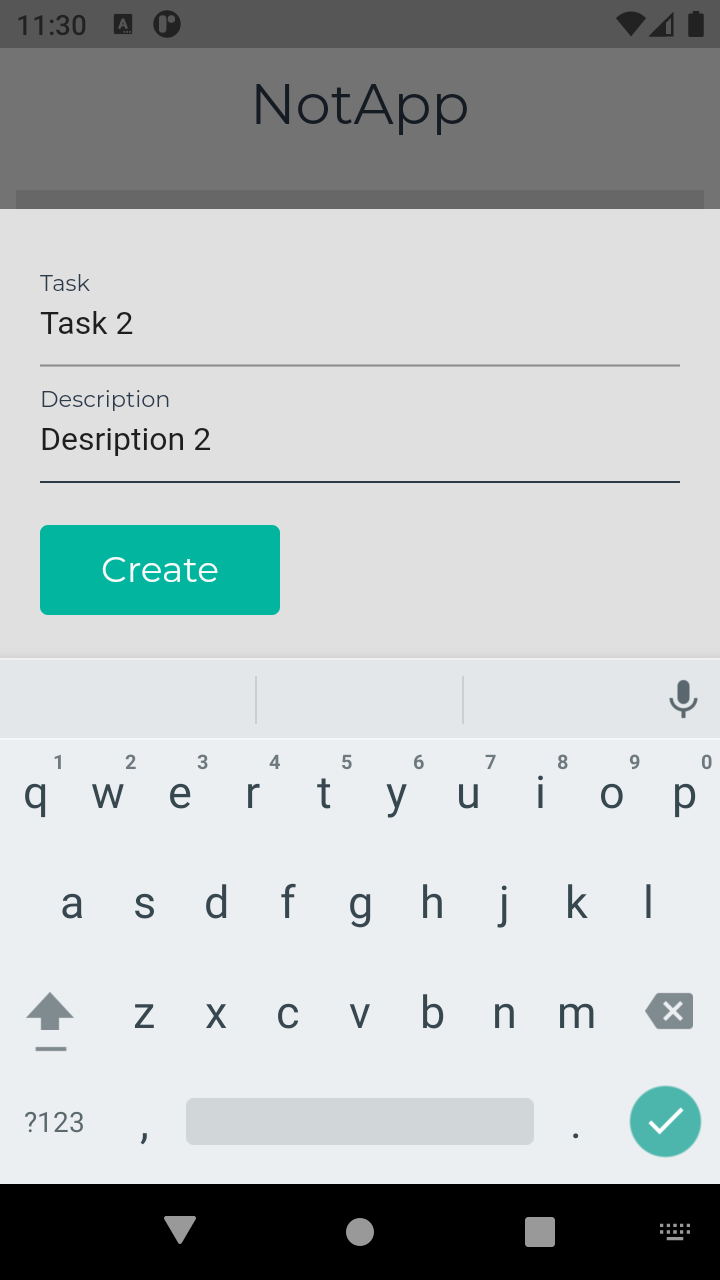 11:30
NotApp
Task
Task 2
Description
Desription 2
Create
1 2 3 4 5 6 7 8 9 0
q w e r t y u i o p
a s d f g h j k l
z x c v b n m
?123 , .